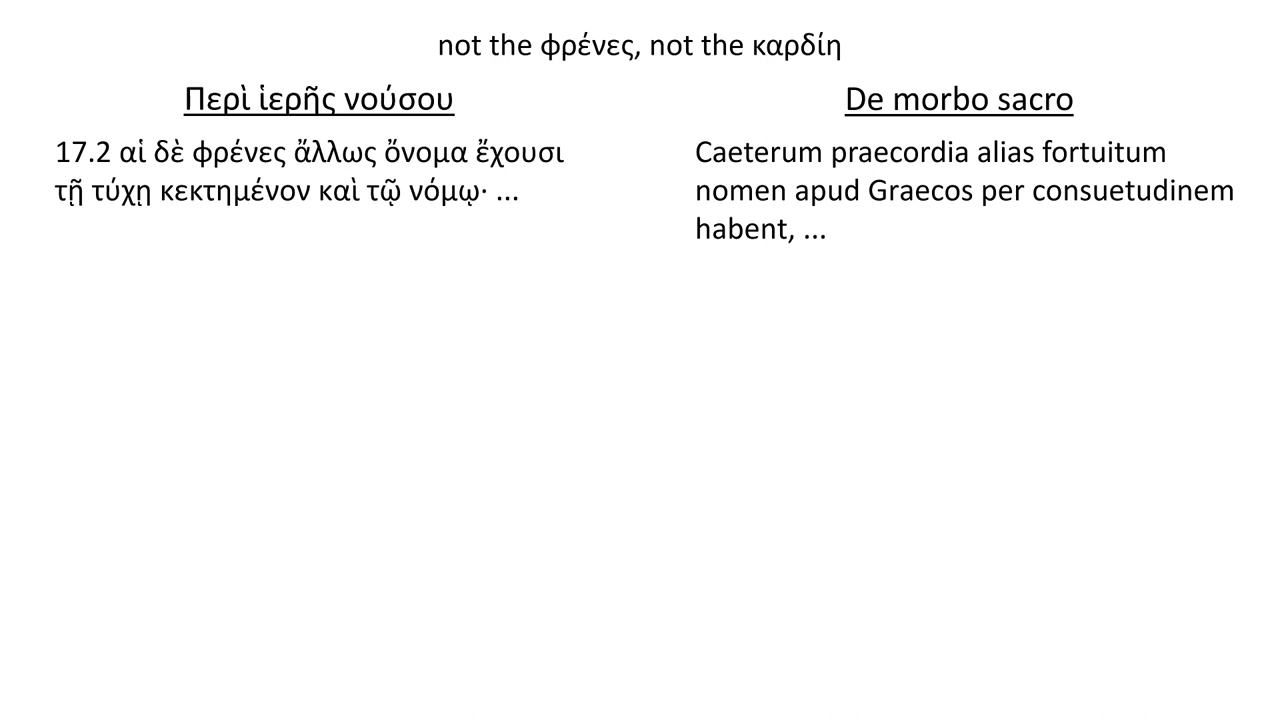 not the φρένες, not the καρδίη
Περὶ ἱερῆς νούσου
17.2 αἱ δὲ φρένες ἄλλως ὄνομα ἔχουσι
τῇ τύχῃ κεκτημένον καὶ τῷ νόμῳ· ...
De morbo sacro
Caeterum praecordia alias fortuitum
nomen apud Graecos per consuetudinem
habent, ...